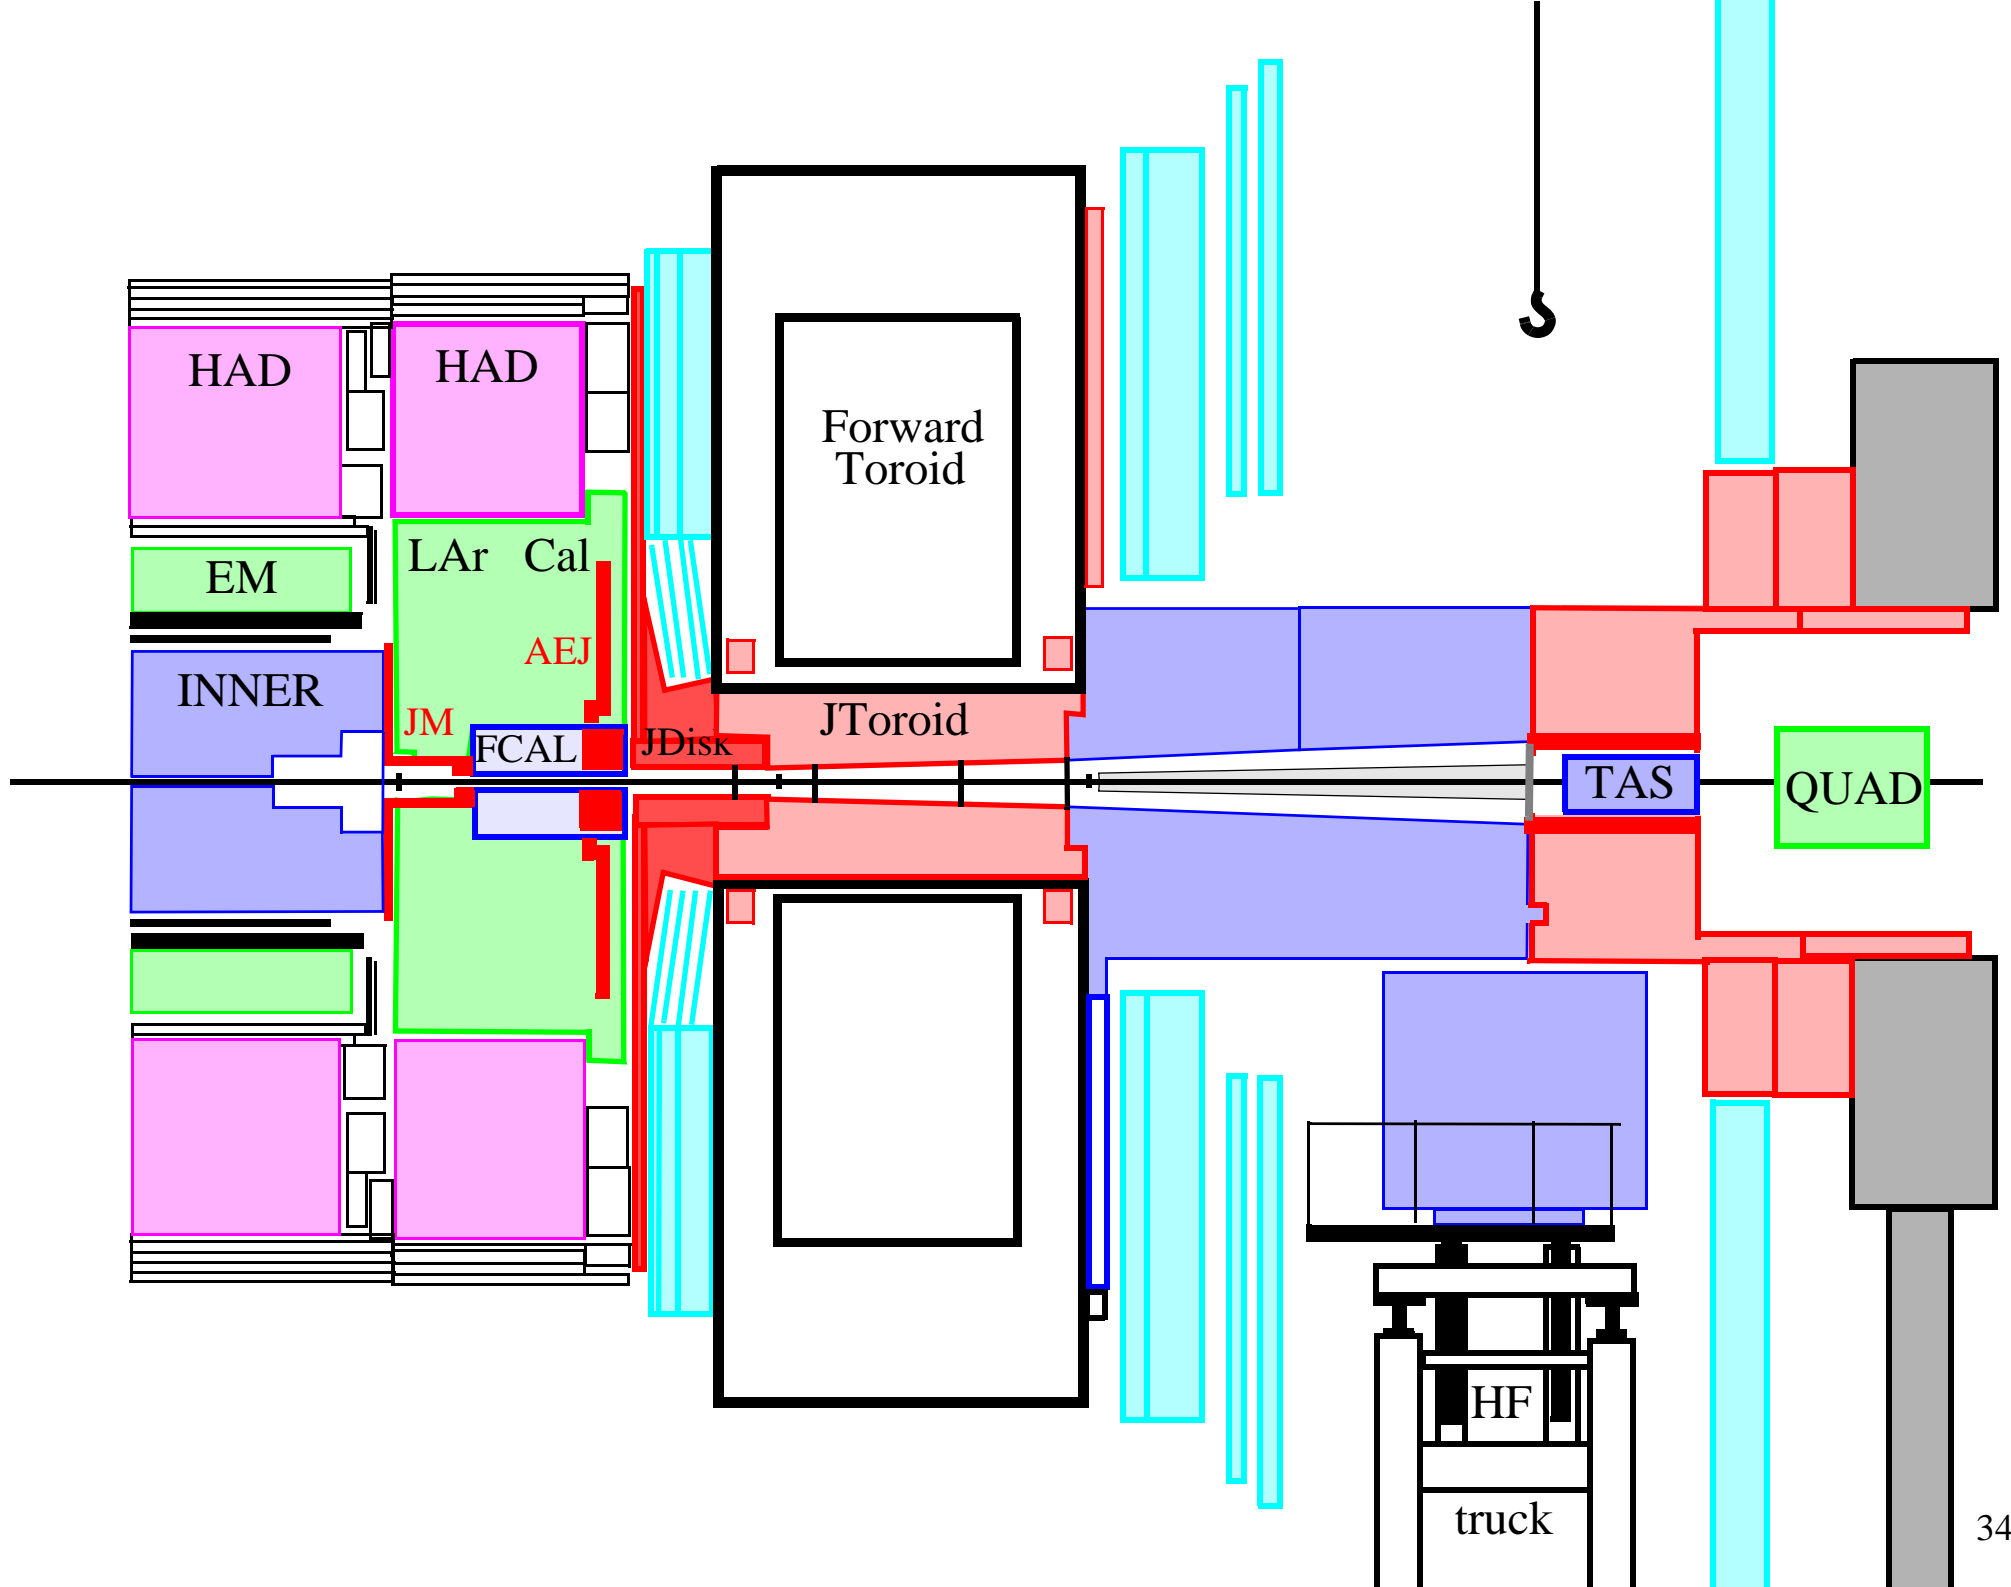 HAD
HAD
Forward
Toroid
LAr Cal
EM
AEJ
INNER
JM
JToroid
FCAL
JDisk
TAS
QUAD
HF
truck
34